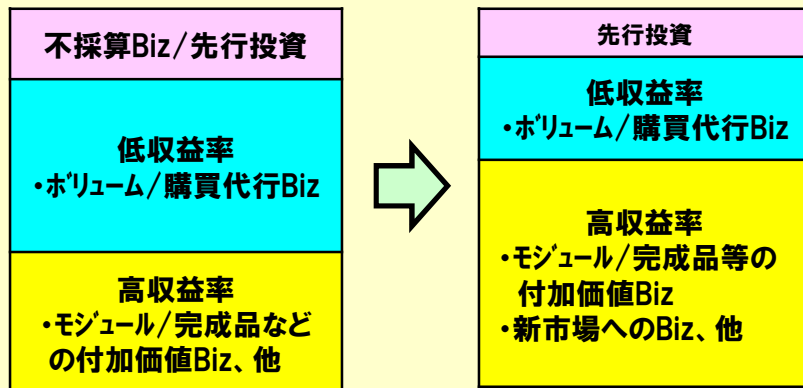 不採算Biz/先行投資
低収益率
・ﾎﾞﾘｭｰﾑ/購買代行Biz
高収益率
・ﾓｼﾞｭｰﾙ/完成品など
の付加価値Biz、他
先行投資
低収益率
・ﾎﾞﾘｭｰﾑ/購買代行Biz
高収益率
・ﾓｼﾞｭｰﾙ/完成品等の
付加価値Biz
・新市場へのBiz、他